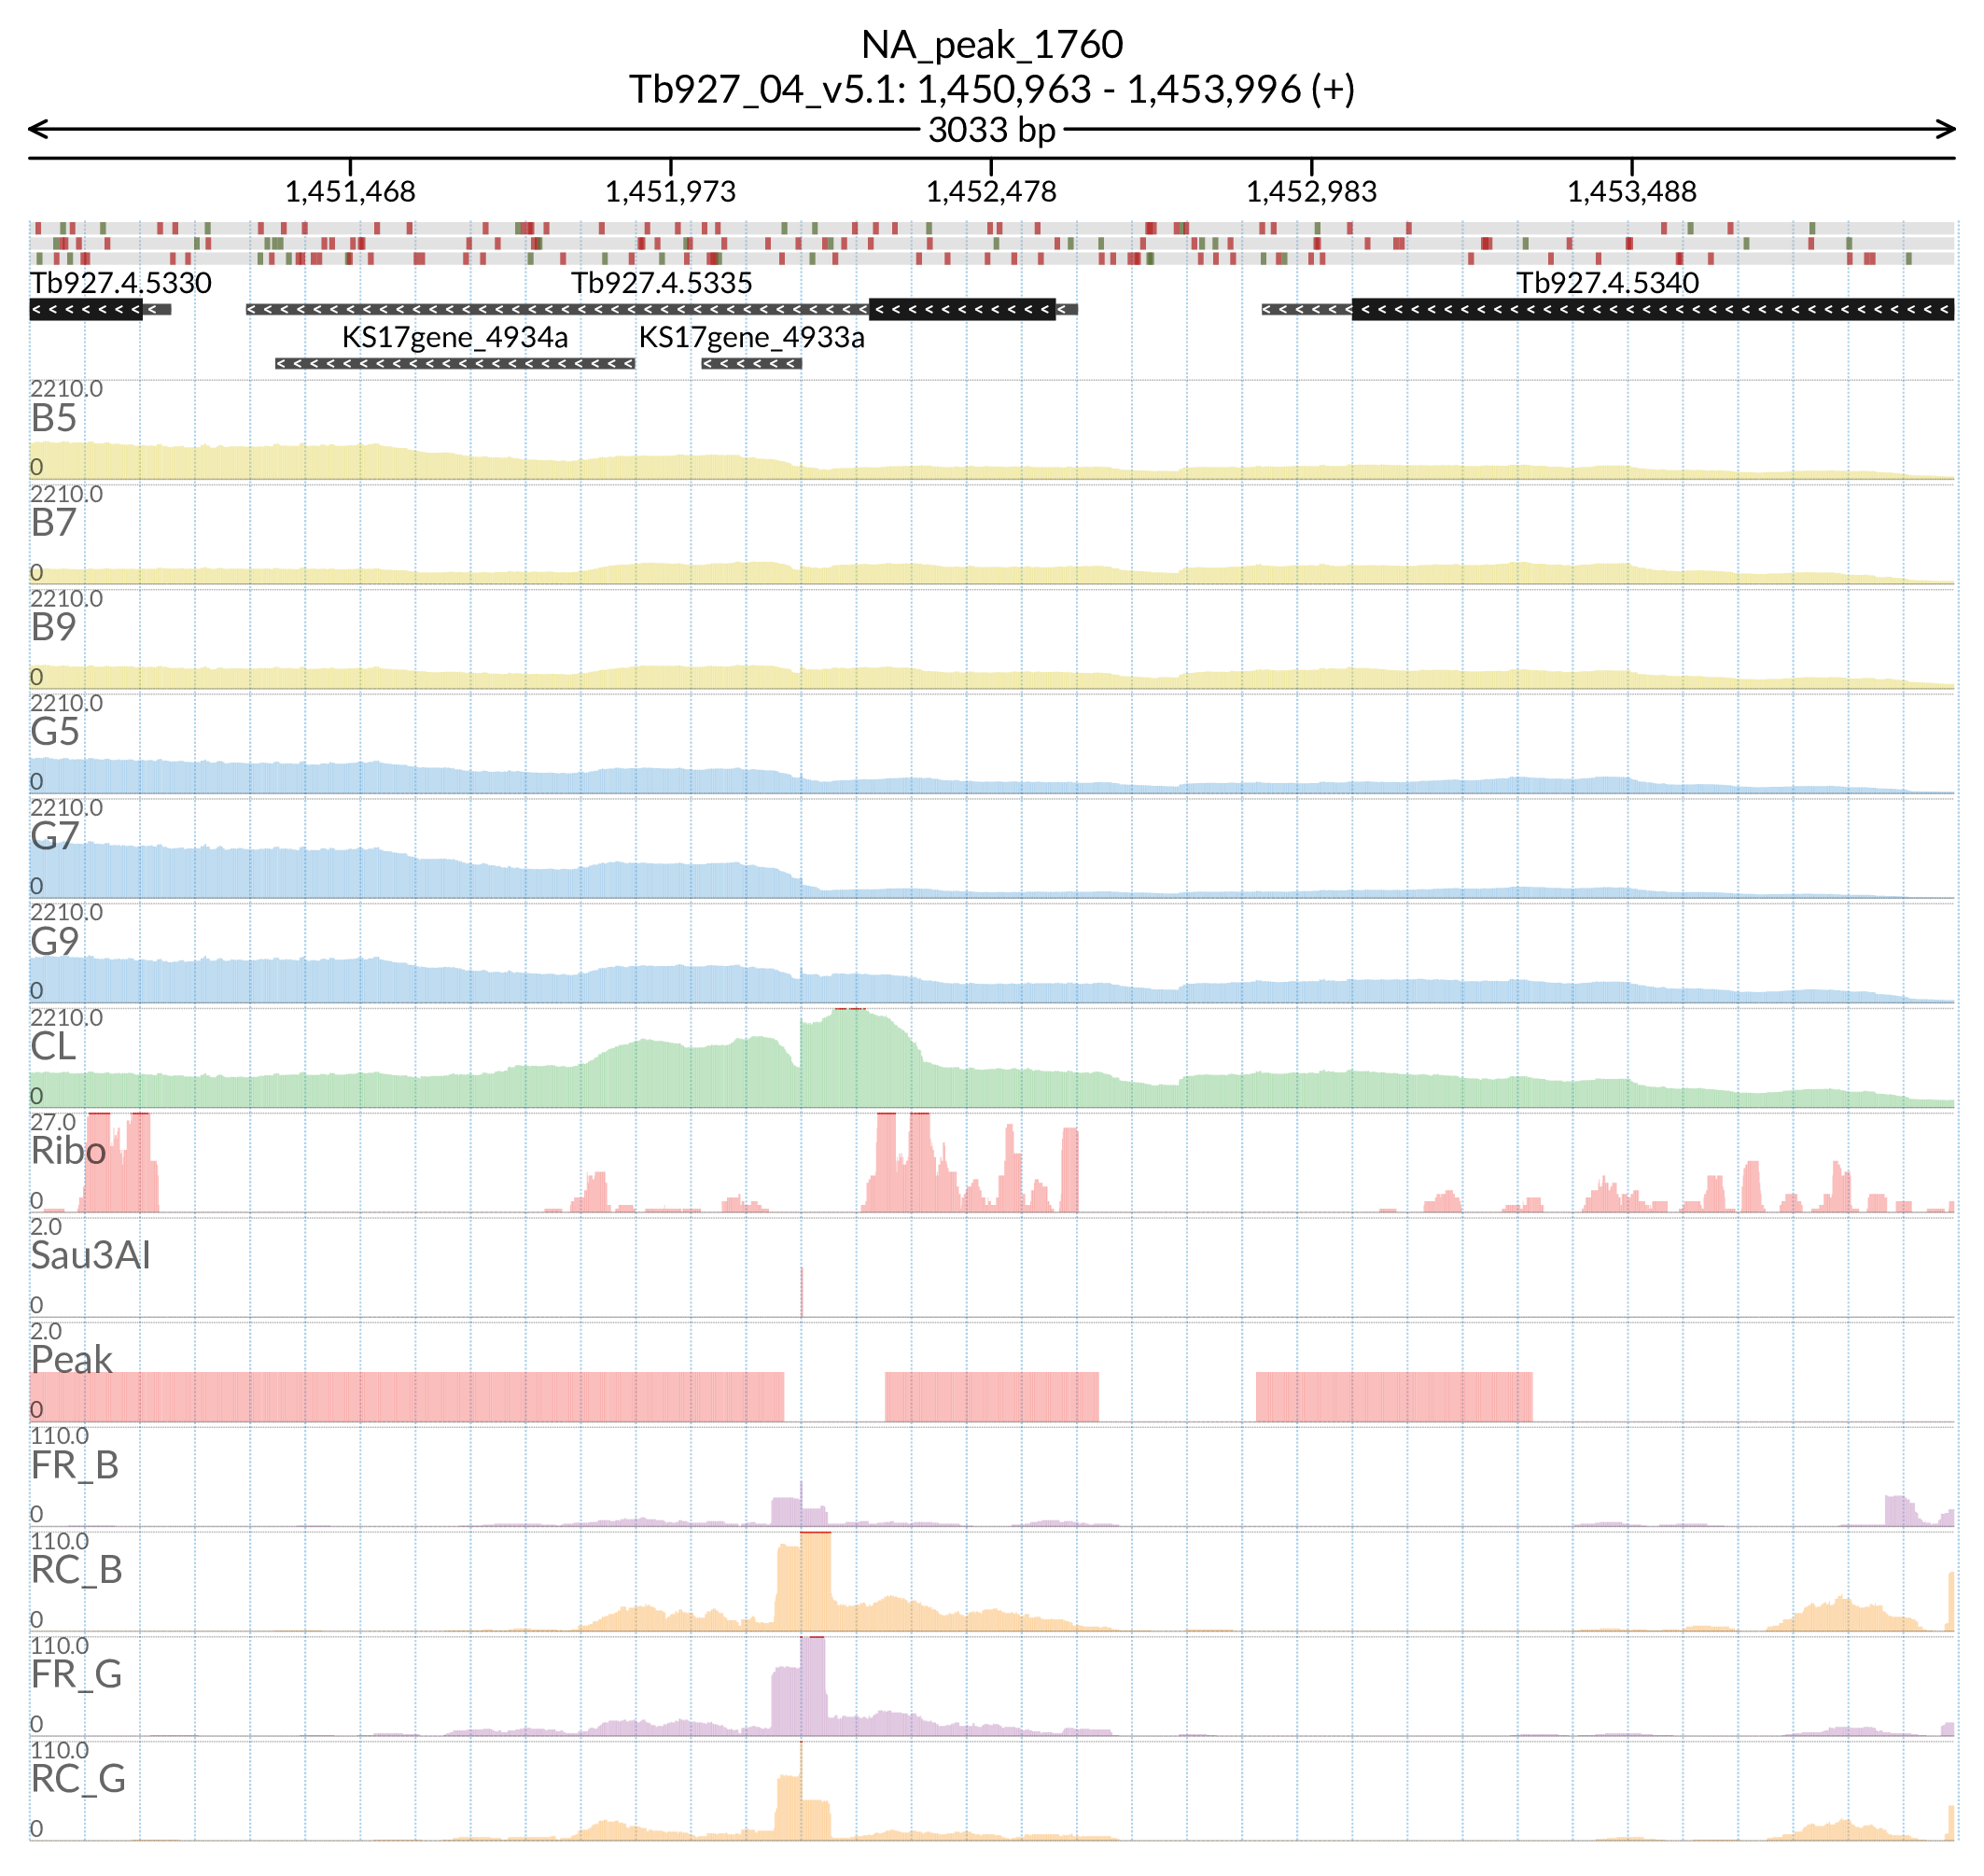 NA_peak_1760
Tb927_04_v5.1: 1,450,963 - 1,453,996 (+)
3033 bp
1,451,468 1,451,973 1,452,478 1,452,983 1,453,488
Tb927.4.5330 Tb927.4.5335 Tb927.4.5340
KS17gene_4934a KS17gene_4933a
2210.0
B5
0
2210.0
B7
0
2210.0
B9
0
2210.0
G5
0
2210.0
G7
0
2210.0
G9
0
2210.0
CL
0
27.0
Ribo
0
2.0
Sau3AI
0
2.0
Peak
0
110.0
FR_B
0
110.0
RC_B
0
110.0
FR_G
0
110.0
RC_G
0